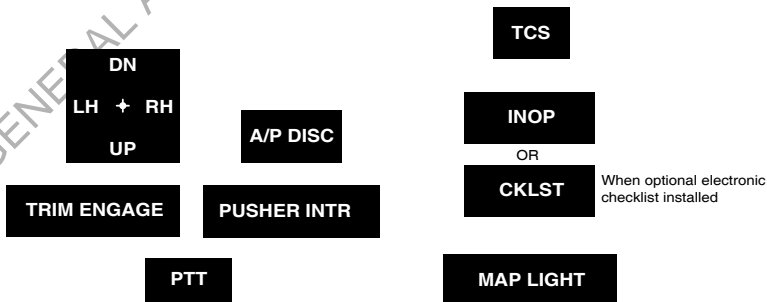 TCS
DN
LH RH
UP
A/P DISC
INOP
OR
CKLST
When optional electronic
checklist installed
TRIM ENGAGE
PUSHER INTR
PTT
MAP LIGHT
GENERAL A